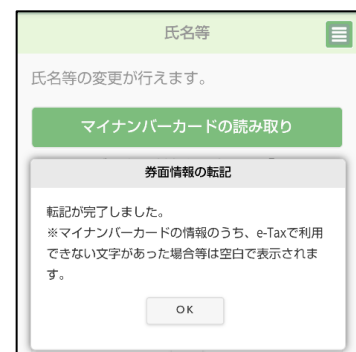 氏名等
氏名等の変更が行えます。
マイナンバーカードの読み取り
券面情報の転記
転記が完了しました。
※マイナンバーカードの情報のうち、e-Taxで利用
できない文字があった場合等は空白で表示されま
す。
OK